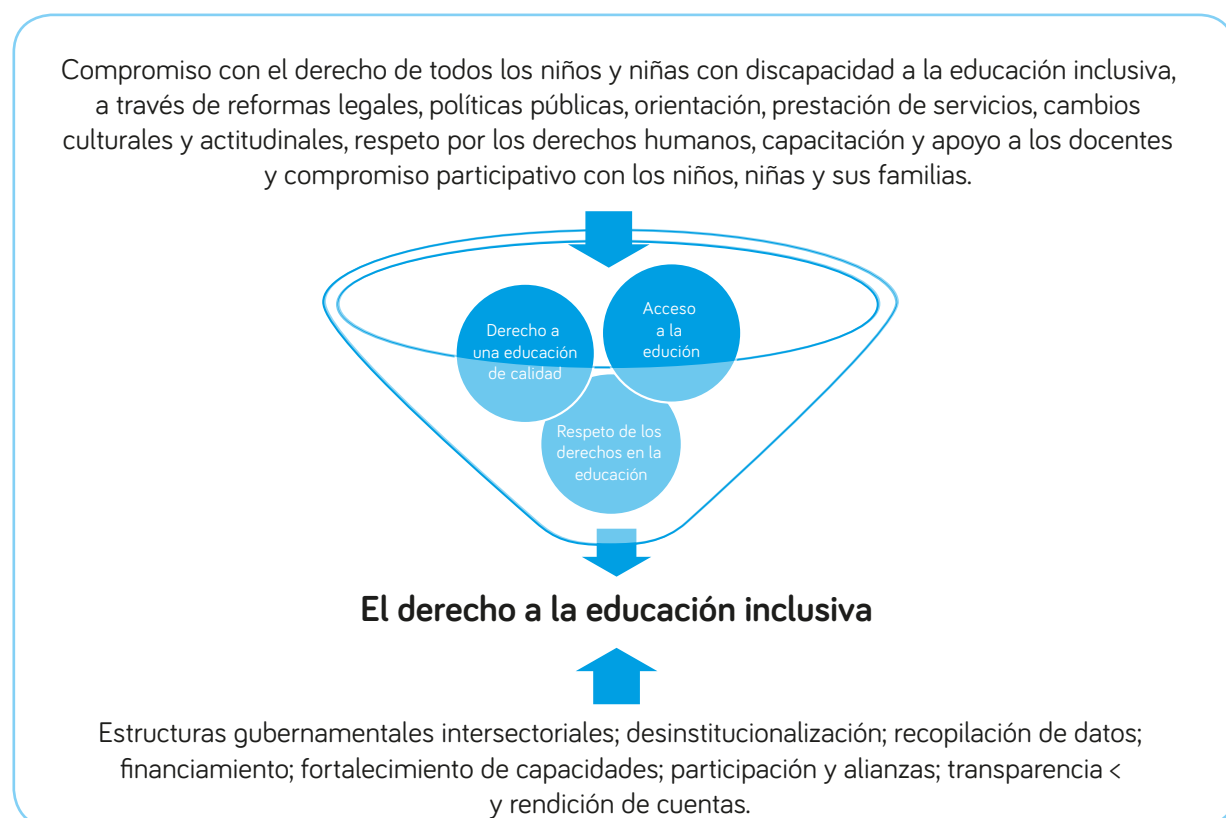 Compromiso con el derecho de todos los niños y niñas con discapacidad a la educación inclusiva,
a través de reformas legales, políticas públicas, orientación, prestación de servicios, cambios
culturales y actitudinales, respeto por los derechos humanos, capacitación y apoyo a los docentes
y compromiso participativo con los niños, niñas y sus familias.
Derecho a
una educación
de calidad
Acceso
a la
edución
Respeto de los
derechos en la
educación
El derecho a la educación inclusiva
Estructuras gubernamentales intersectoriales; desinstitucionalización; recopilación de datos;
financiamiento; fortalecimiento de capacidades; participación y alianzas; transparencia <
y rendición de cuentas.